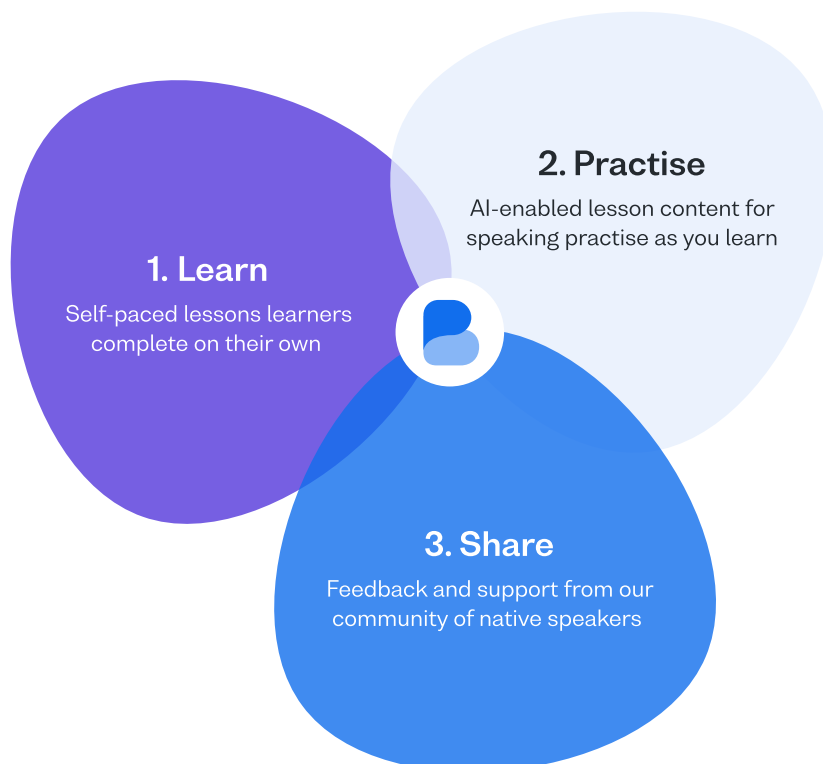 1. Learn
Self-paced lessons learners
complete on their own
2. Practise
AI-enabled lesson content for
speaking practise as you learn
3. Share
Feedback and support from our
community of native speakers